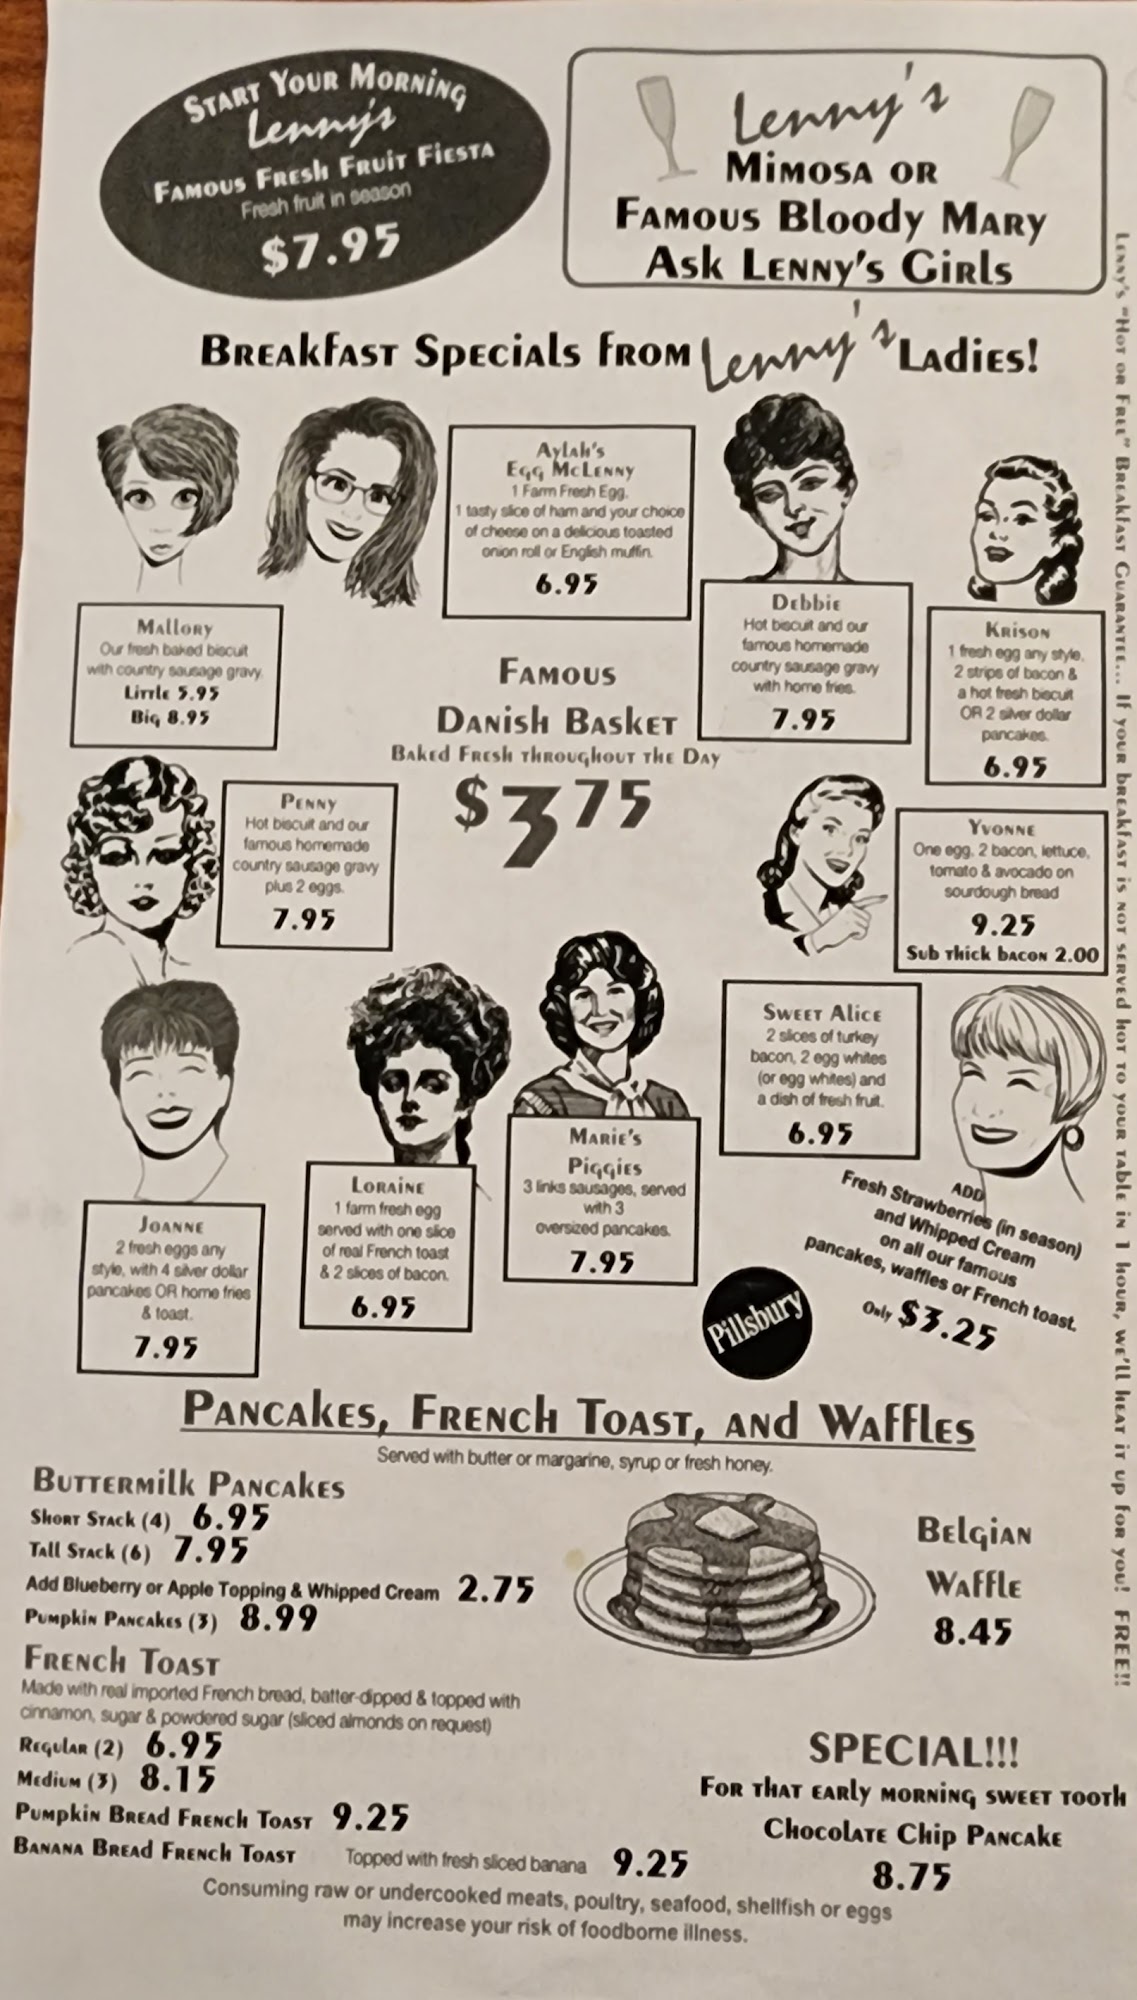 START YOUR MORNING
Lenny's
FAMOUS FRESH FRUIT FIESTA
Fresh fruit in season
$7.95
Lenny's
MIMOSA OR
FAMOUS BLOODY MARY
ASK LENNY'S GIRLS
BREAKFAST SPECIALS FROM Lenny's LADIES!
AYLAH'S
EGG MCLENNY
1 Farm Fresh Egg.
1 tasty slice of ham and your choice
of cheese on a delicious toasted
onion roll or English muffin.
6.95
MALLORY
Our fresh baked biscuit
with country sausage gravy.
LITTLE 5.95
BIG 8.95
DEBBIE
Hot biscuit and our
famous homemade
country sausage gravy
with home fries.
7.95
KRISON
1 fresh egg any style,
2 strips of bacon &
a hot fresh biscuit
OR 2 silver dollar
pancakes.
6.95
FAMOUS
DANISH BASKET
BAKED FRESH THROUGHOUT THE DAY
$3.75
PENNY
Hot biscuit and our
famous homemade
country sausage gravy
plus 2 eggs.
7.95
YVONNE
One egg, 2 bacon, lettuce,
tomato & avocado on
sourdough bread
9.25
SUB THICK BACON 2.00
SWEET ALICE
2 slices of turkey
bacon, 2 egg whites
(or egg whites) and
a dish of fresh fruit.
6.95
JOANNE
2 fresh eggs any
style, with 4 silver dollar
pancakes OR home fries
& toast.
7.95
LORAINE
1 farm fresh egg
served with one slice
of real French toast
& 2 slices of bacon.
6.95
MARIE'S
PIGGIES
3 links sausages, served
with 3
oversized pancakes.
7.95
ADD
Fresh Strawberries (in season)
and Whipped Cream
on all our famous
pancakes, waffles or French toast.
Only $3.25
Pillsbury
PANCAKES, FRENCH TOAST, AND WAFFLES
Served with butter or margarine, syrup or fresh honey.
BUTTERMILK PANCAKES
SHORT STACK (4) 6.95
TALL STACK (6) 7.95
Add Blueberry or Apple Topping & Whipped Cream 2.75
PUMPKIN PANCAKES (3) 8.99
BELGIAN
WAFFLE
8.45
FRENCH TOAST
Made with real imported French bread, batter-dipped & topped with
cinnamon, sugar & powdered sugar (sliced almonds on request)
REGULAR (2) 6.95
MEDIUM (3) 8.15
PUMPKIN BREAD FRENCH TOAST 9.25
BANANA BREAD FRENCH TOAST Topped with fresh sliced banana 9.25
SPECIAL!!!
FOR THAT EARLY MORNING SWEET TOOTH
CHOCOLATE CHIP PANCAKE
8.75
Consuming raw or undercooked meats, poultry, seafood, shellfish or eggs
may increase your risk of foodborne illness.
LENNY'S "HOT OR FREE" BREAKFAST GUARANTEE... IF YOUR BREAKFAST IS NOT SERVED HOT TO YOUR TABLE IN 1 HOUR, WE'LL HEAT IT UP FOR YOU! FREE!!